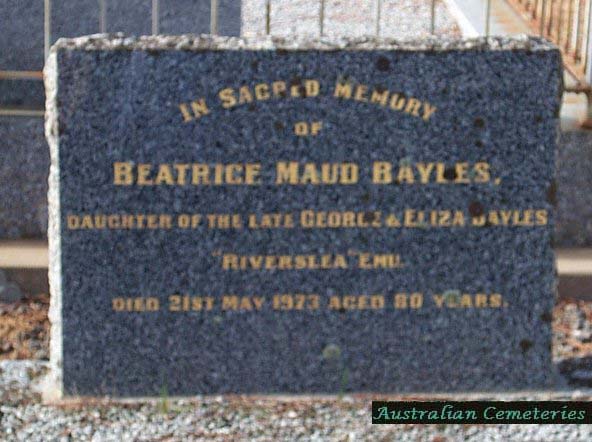 IN SACRED MEMORY
OF
BEATRICE MAUD BAYLES.
DAUGHTER OF THE LATE GEORGE & ELIZA BAYLES
"RIVERSLEA" EMU.
DIED 21ST MAY 1973 AGED 80 YEARS.
Australian Cemeteries